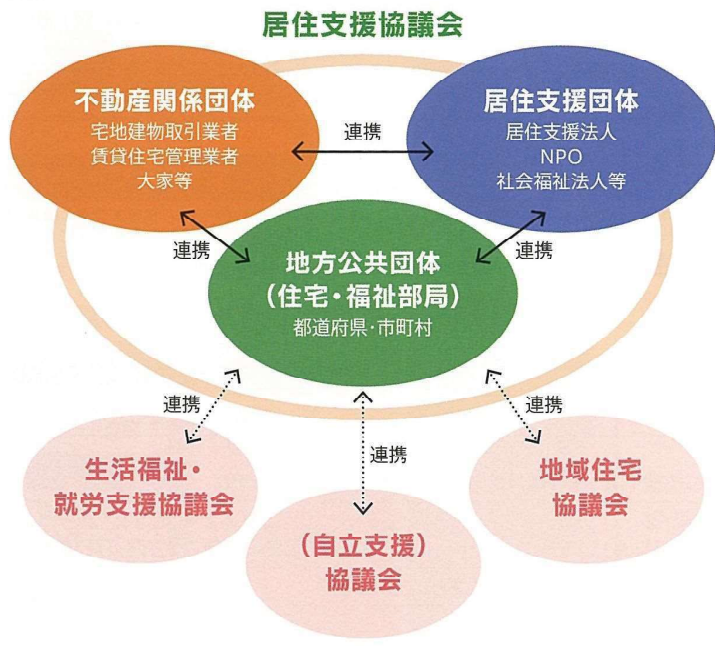 居住支援協議会
不動産関係団体
宅地建物取引業者
賃貸住宅管理業者
大家等
連携
居住支援団体
居住支援法人
NPO
社会福祉法人等
連携
連携
地方公共団体
(住宅・福祉部局)
都道府県・市町村
連携
連携
連携
生活福祉・
就労支援協議会
(自立支援)
協議会
地域住宅
協議会